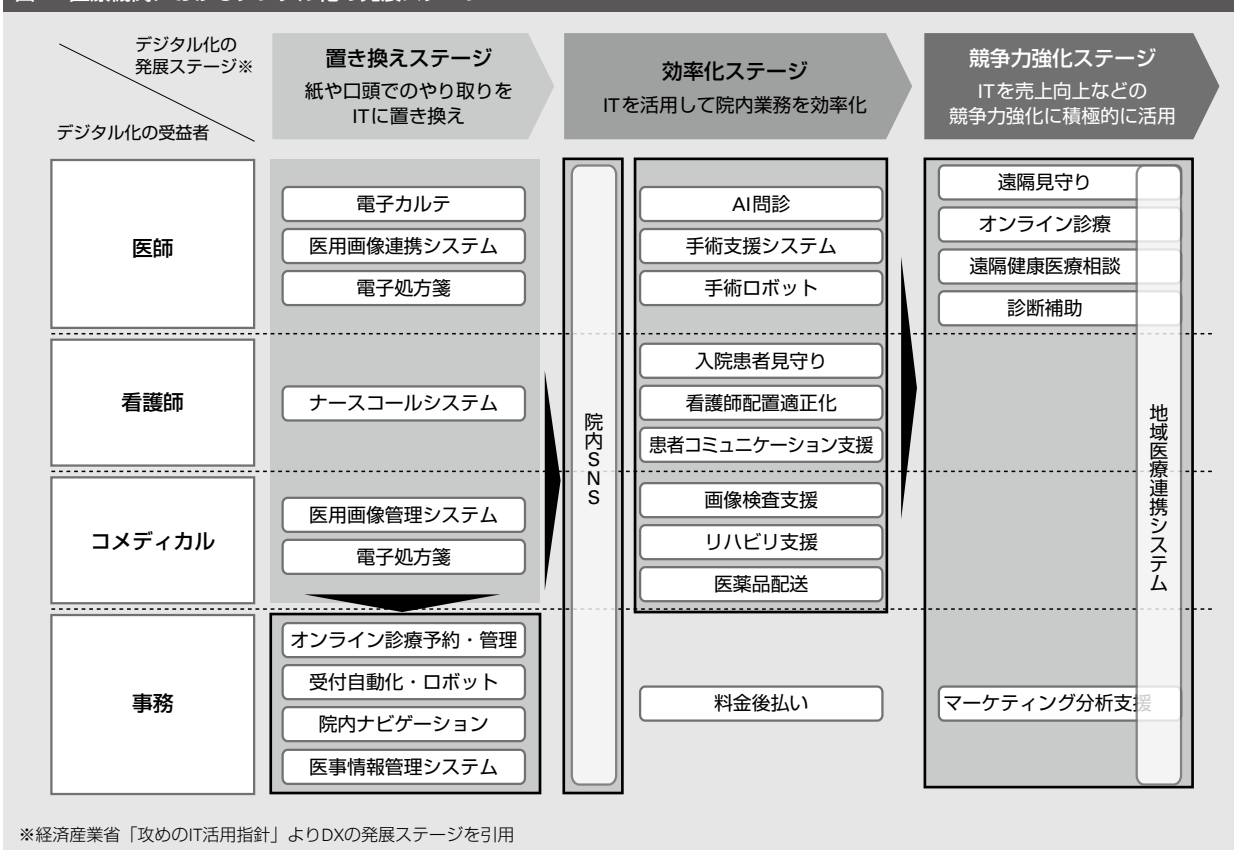 デジタル化の
発展ステージ※
デジタル化の受益者
置き換えステージ
紙や口頭でのやり取りを
ITに置き換え
効率化ステージ
ITを活用して院内業務を効率化
競争力強化ステージ
ITを売上向上などの
競争力強化に積極的に活用
医師
電子カルテ
医用画像連携システム
電子処方箋
院内SNS
AI問診
手術支援システム
手術ロボット
遠隔見守り
オンライン診療
遠隔健康医療相談
診断補助
地域医療連携システム
看護師
ナースコールシステム
入院患者見守り
看護師配置適正化
患者コミュニケーション支援
コメディカル
医用画像管理システム
電子処方箋
画像検査支援
リハビリ支援
医薬品配送
事務
オンライン診療予約・管理
受付自動化・ロボット
院内ナビゲーション
医事情報管理システム
料金後払い
マーケティング分析支援
※経済産業省「攻めのIT活用指針」よりDXの発展ステージを引用